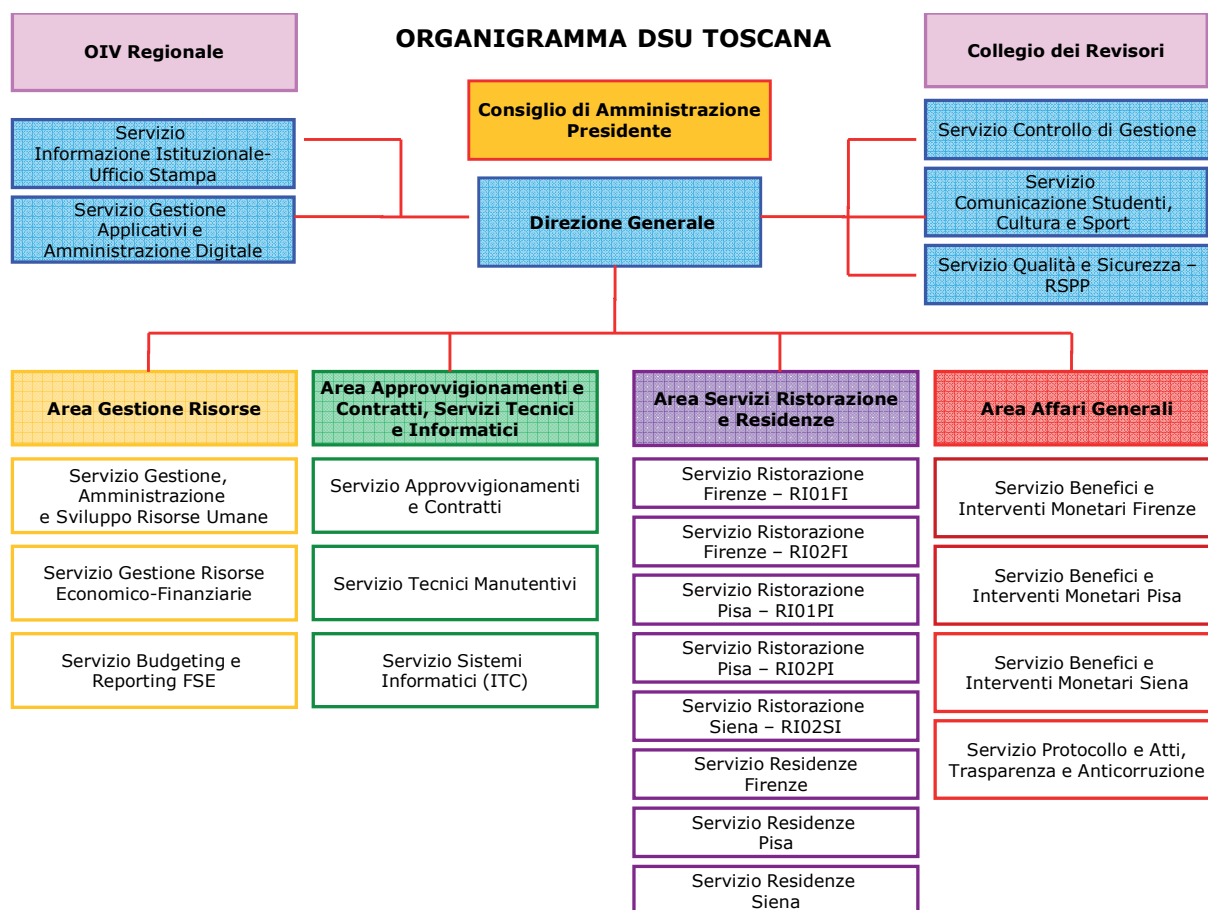 ORGANIGRAMMA DSU TOSCANA
OIV Regionale
Collegio dei Revisori
Consiglio di Amministrazione
Presidente
Servizio
Informazione Istituzionale-
Ufficio Stampa
Servizio Gestione
Applicativi e
Amministrazione Digitale
Direzione Generale
Servizio Controllo di Gestione
Servizio
Comunicazione Studenti,
Cultura e Sport
Servizio Qualità e Sicurezza –
RSPP
Area Gestione Risorse
Servizio Gestione,
Amministrazione
e Sviluppo Risorse Umane
Servizio Gestione Risorse
Economico-Finanziarie
Servizio Budgeting e
Reporting FSE
Area Approvvigionamenti e
Contratti, Servizi Tecnici
e Informatici
Servizio Approvvigionamenti
e Contratti
Servizio Tecnici Manutentivi
Servizio Sistemi
Informatici (ITC)
Area Servizi Ristorazione
e Residenze
Servizio Ristorazione
Firenze – RI01FI
Servizio Ristorazione
Firenze – RI02FI
Servizio Ristorazione
Pisa – RI01PI
Servizio Ristorazione
Pisa – RI02PI
Servizio Ristorazione
Siena – RI02SI
Servizio Residenze
Firenze
Servizio Residenze
Pisa
Servizio Residenze
Siena
Area Affari Generali
Servizio Benefici e
Interventi Monetari Firenze
Servizio Benefici e
Interventi Monetari Pisa
Servizio Benefici e
Interventi Monetari Siena
Servizio Protocollo e Atti,
Trasparenza e Anticorruzione